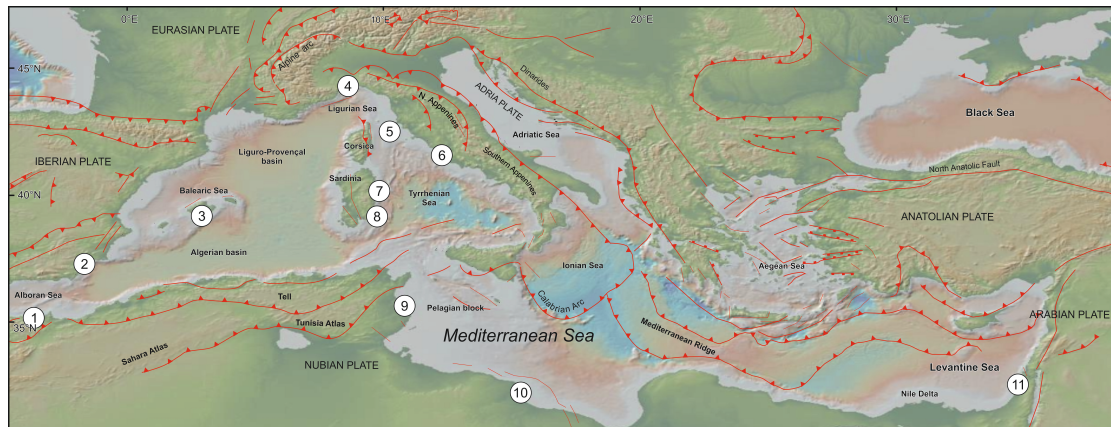 0°E
10°E
20°E
30°E
EURASIAN PLATE
45°N
Alpine arc
Dinarides
4
N Appenines
ADRIA PLATE
Ligurian Sea
Black Sea
5
Adriatic Sea
Corsica
Liguro-Provençal
basin
6
IBERIAN PLATE
Southern Appenines
North Anatolic Fault
Sardinia
40°N
Balearic Sea
7
Tyrrhenian
Sea
3
8
ANATOLIAN PLATE
Algerian basin
2
Ionian Sea
Aegean Sea
Alboran Sea
Tell
Calabrian Arc
9
Pelagian block
1
35°N
Tunisia Atlas
ARABIAN PLATE
Mediterranean Sea
Mediterranean Ridge
Sahara Atlas
NUBIAN PLATE
Levantine Sea
11
10
Nile Delta